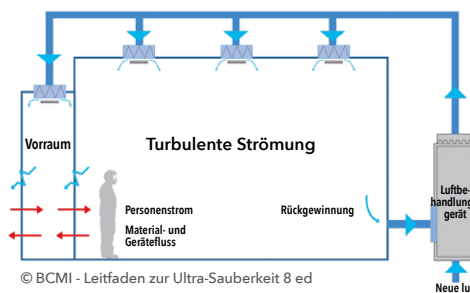 Vorraum
Turbulente Strömung
Personenstrom
Material- und
Gerätefluss
Rückgewinnung
Luftbe-
handlung
gerät
Neue lu
© BCMI - Leitfaden zur Ultra-Sauberkeit 8 ed